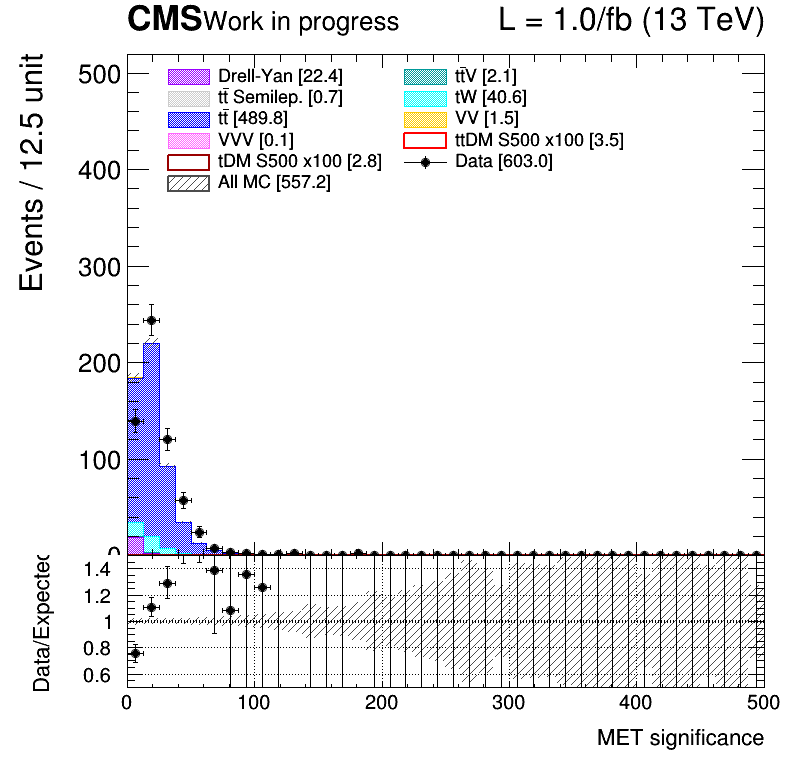 CMS Work in progress L = 1.0/fb (13 TeV)
Events / 12.5 unit
500
400
300
200
100
0
Drell-Yan [22.4]
tt̄ Semilep. [0.7]
tt̄ [489.8]
VVV [0.1]
tDM S500 x100 [2.8]
All MC [557.2]
tt̄V [2.1]
tW [40.6]
VV [1.5]
ttDM S500 x100 [3.5]
Data [603.0]
Data/Expected
1.4
1.2
1
0.8
0.6
0 100 200 300 400 500
MET significance